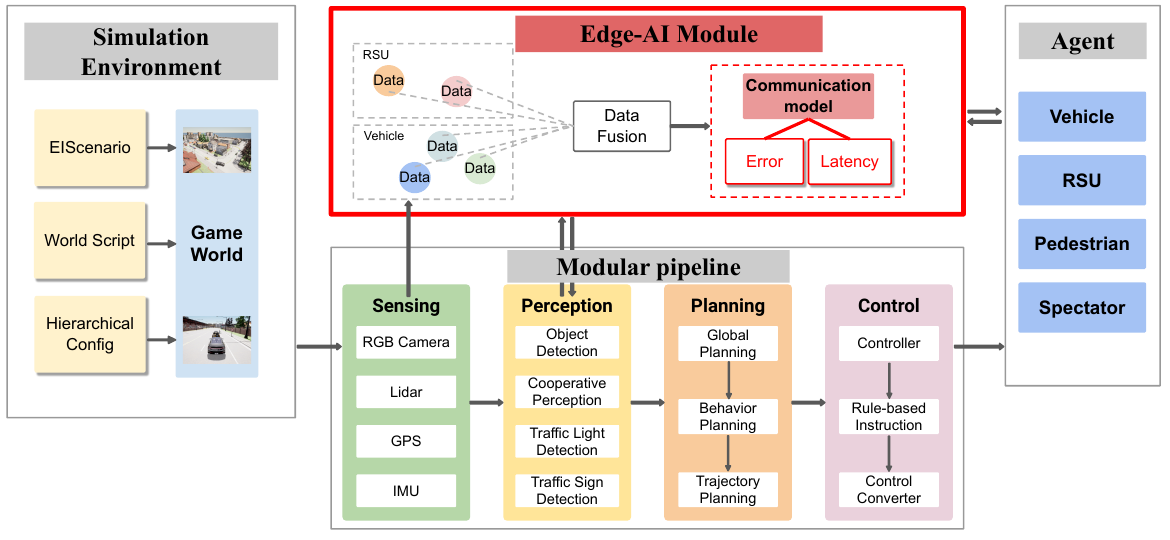 Simulation
Environment
EIScenario
World Script
Hierarchical
Config
Game
World
Edge-AI Module
RSU
Data
Data
Vehicle
Data
Data
Data
Data
Fusion
Communication
model
Error
Latency
Modular pipeline
Sensing
RGB Camera
Lidar
GPS
IMU
Perception
Object
Detection
Cooperative
Perception
Traffic Light
Detection
Traffic Sign
Detection
Planning
Global
Planning
Behavior
Planning
Trajectory
Planning
Control
Controller
Rule-based
Instruction
Control
Converter
Agent
Vehicle
RSU
Pedestrian
Spectator